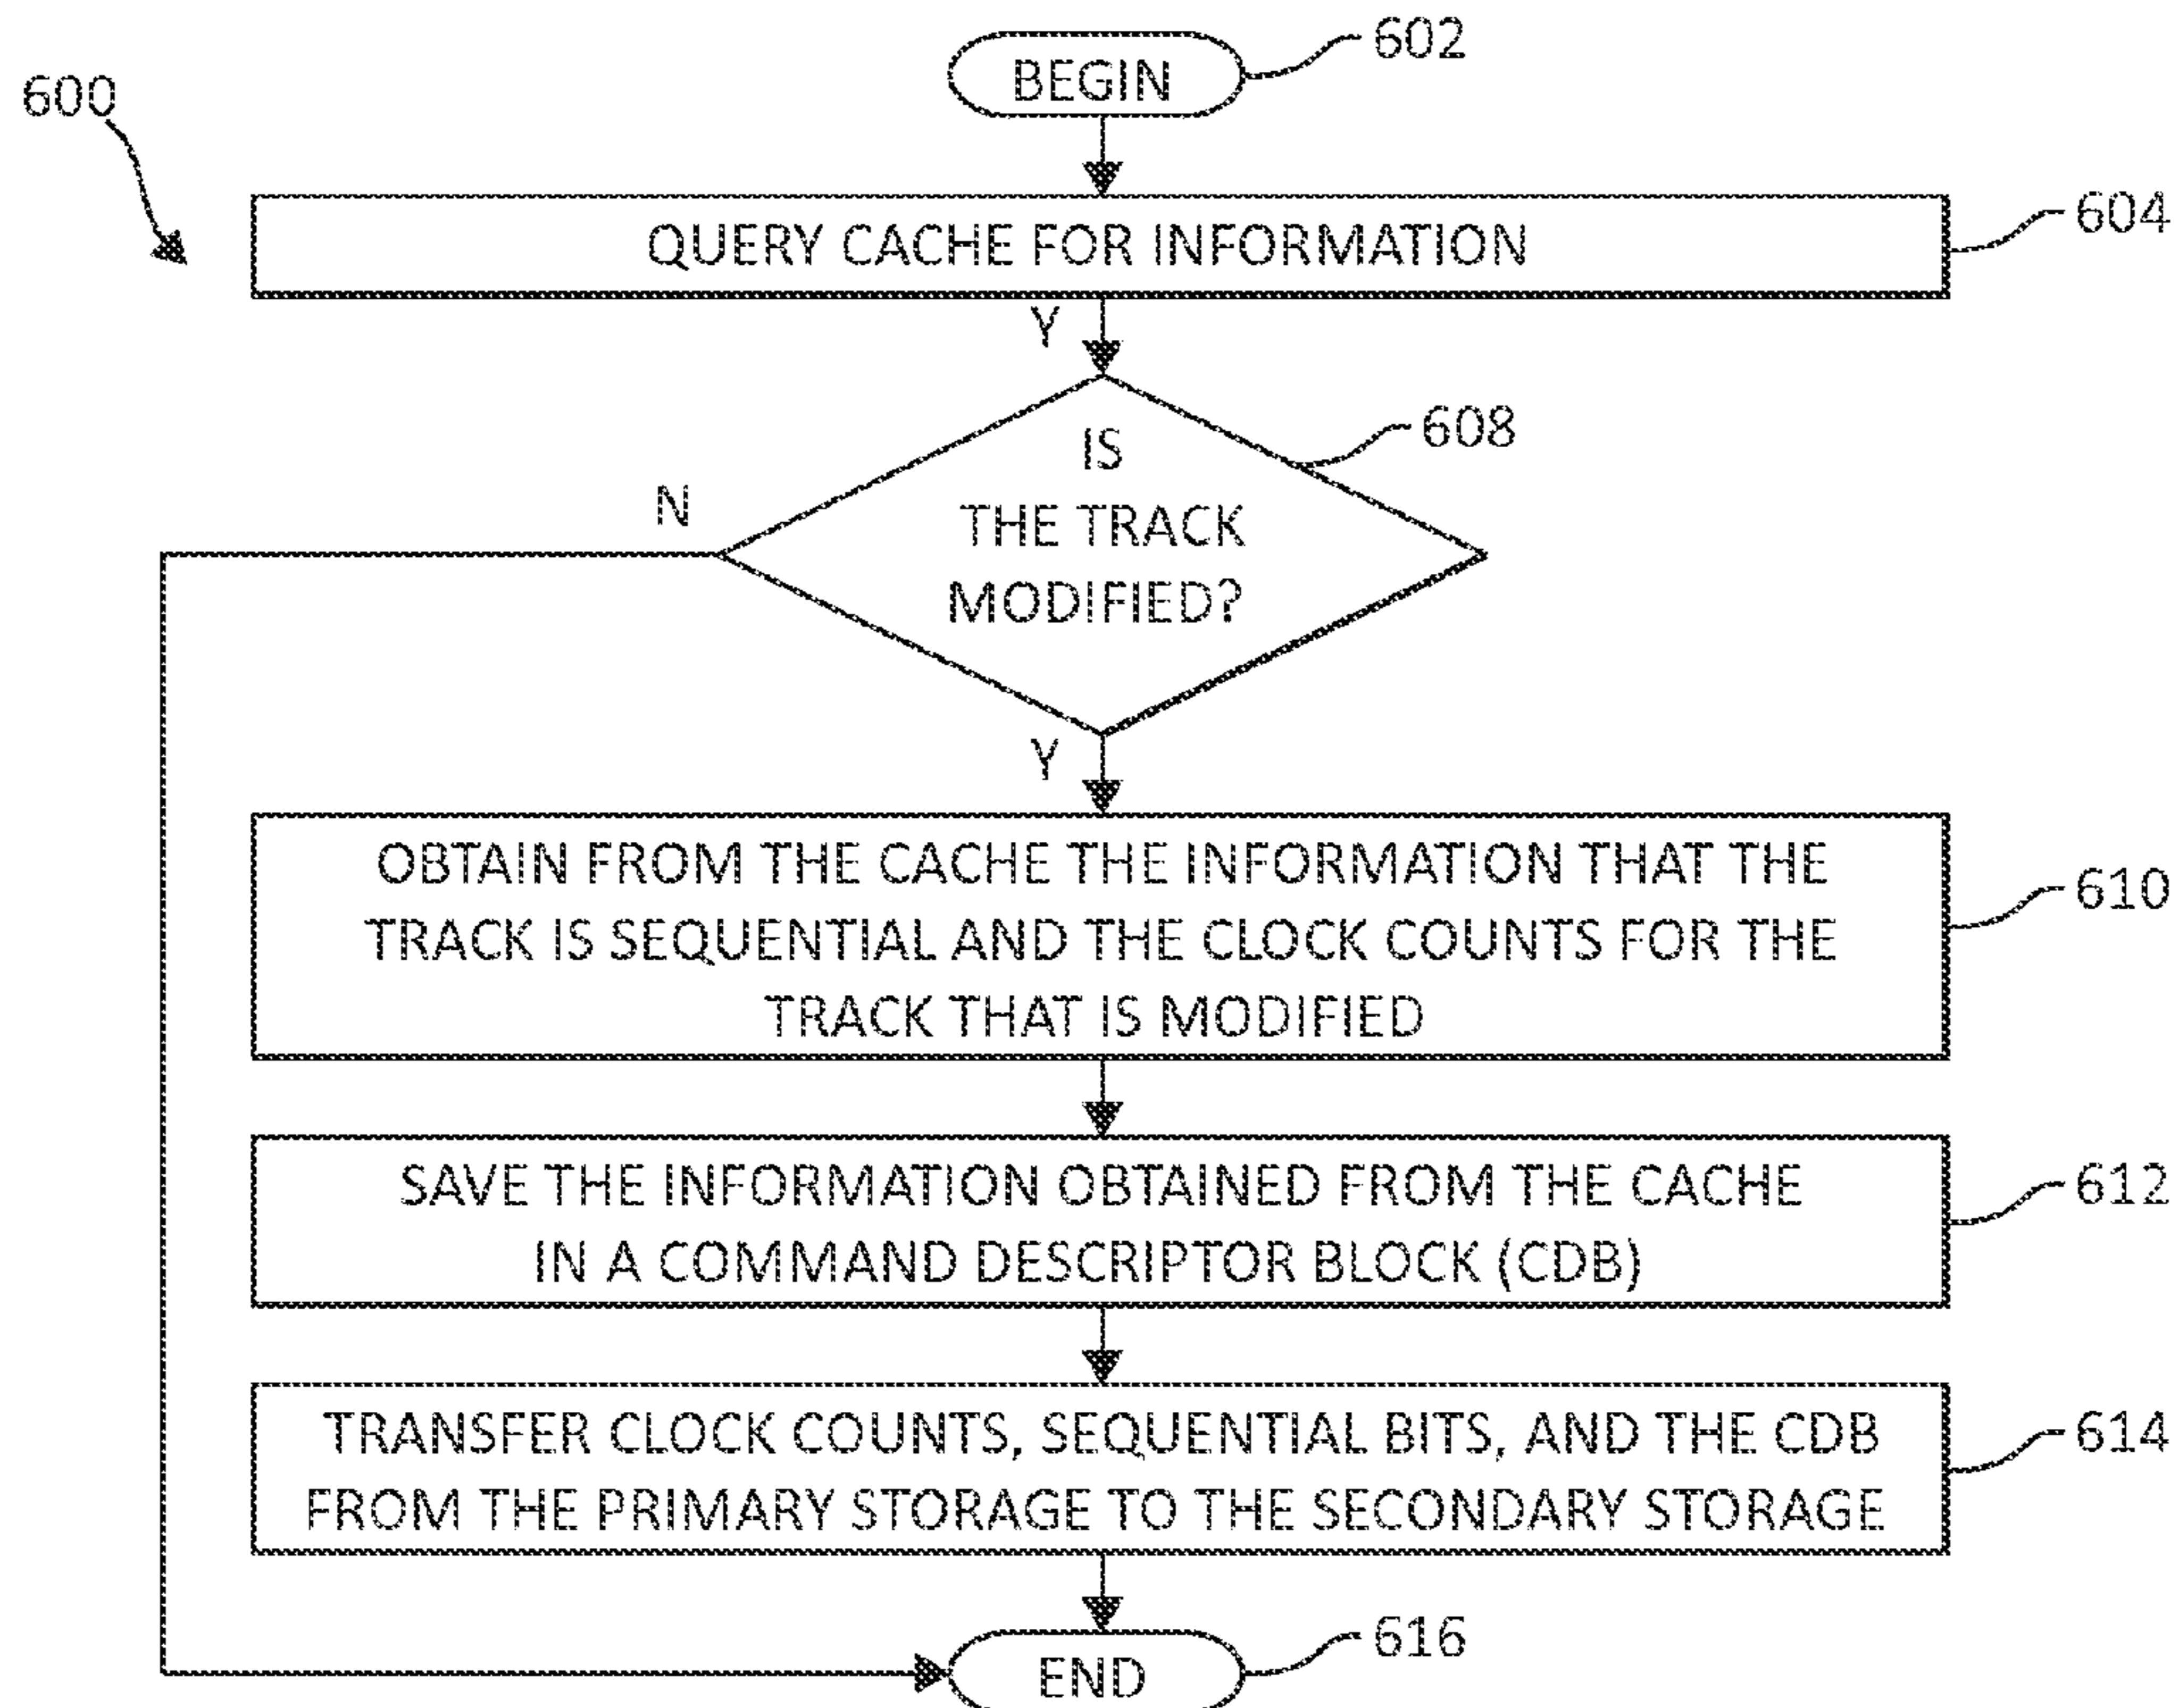 602
BEGIN
600
604
QUERY CACHE FOR INFORMATION
Y
608
IS
N
THE TRACK
MODIFIED?
Y
OBTAIN FROM THE CACHE THE INFORMATION THAT THE
610
TRACK IS SEQUENTIAL AND THE CLOCK COUNTS FOR THE
TRACK THAT IS MODIFIED
SAVE THE INFORMATION OBTAINED FROM THE CACHE
612
IN A COMMAND DESCRIPTOR BLOCK (CDB)
TRANSFER CLOCK COUNTS, SEQUENTIAL BITS, AND THE CDB
614
FROM THE PRIMARY STORAGE TO THE SECONDARY STORAGE
616
END